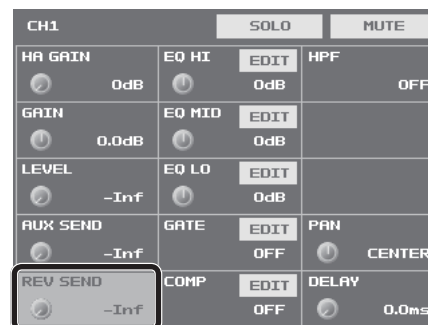 CH1 SOLO MUTE
HA GAIN EQ HI EDIT HPF
0dB 0dB OFF
GAIN EQ MID EDIT
0.0dB 0dB
LEVEL EQ LO EDIT
-Inf 0dB
AUX SEND GATE EDIT PAN
-Inf OFF CENTER
REV SEND COMP EDIT DELAY
-Inf OFF 0.0ms